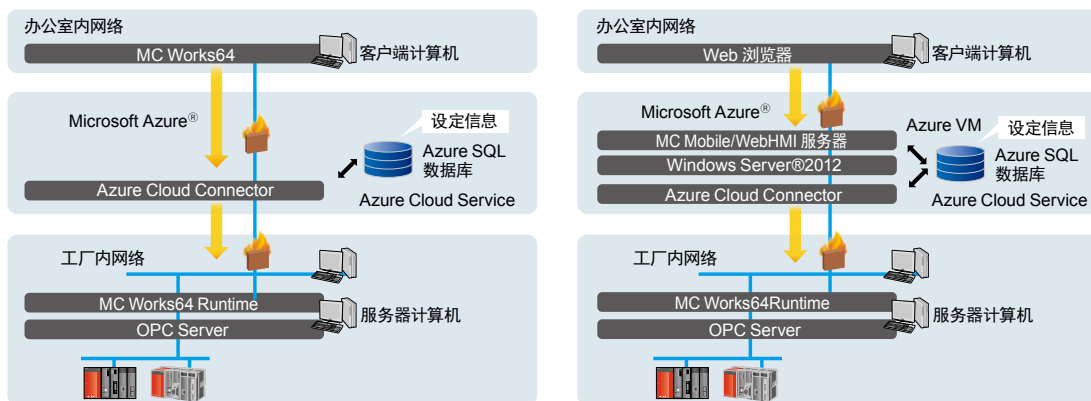 办公室内网络
MC Works64
客户端计算机
Microsoft Azure®
设定信息
Azure SQL
数据库
Azure Cloud Connector
Azure Cloud Service
工厂内网络
MC Works64 Runtime
服务器计算机
OPC Server
办公室内网络
Web 浏览器
客户端计算机
Microsoft Azure®
Azure VM
设定信息
MC Mobile/WebHMI 服务器
Windows Server®2012
Azure SQL
数据库
Azure Cloud Connector
Azure Cloud Service
工厂内网络
MC Works64Runtime
服务器计算机
OPC Server